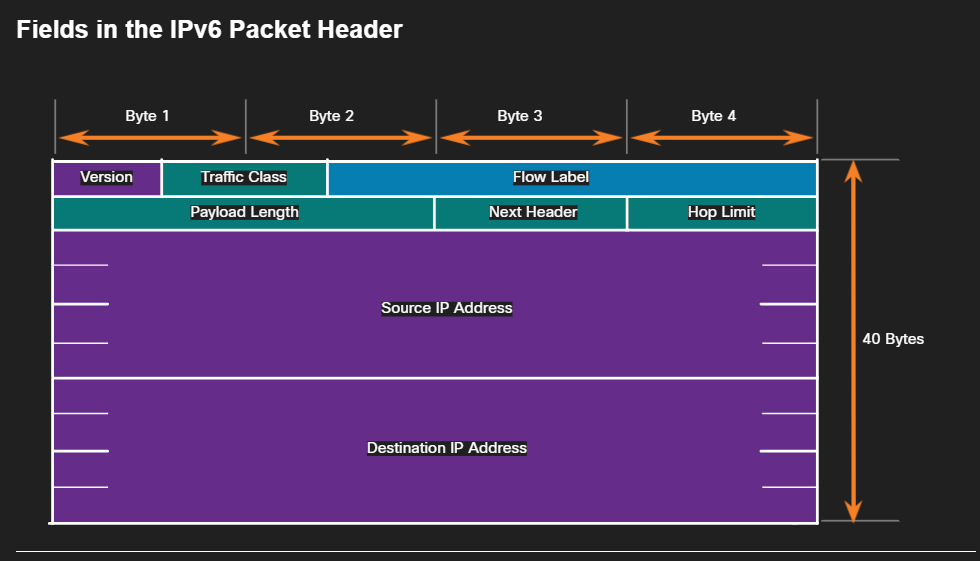 Fields in the IPv6 Packet Header
Byte 1 Byte 2 Byte 3 Byte 4
Version Traffic Class Flow Label
Payload Length Next Header Hop Limit
Source IP Address
40 Bytes
Destination IP Address